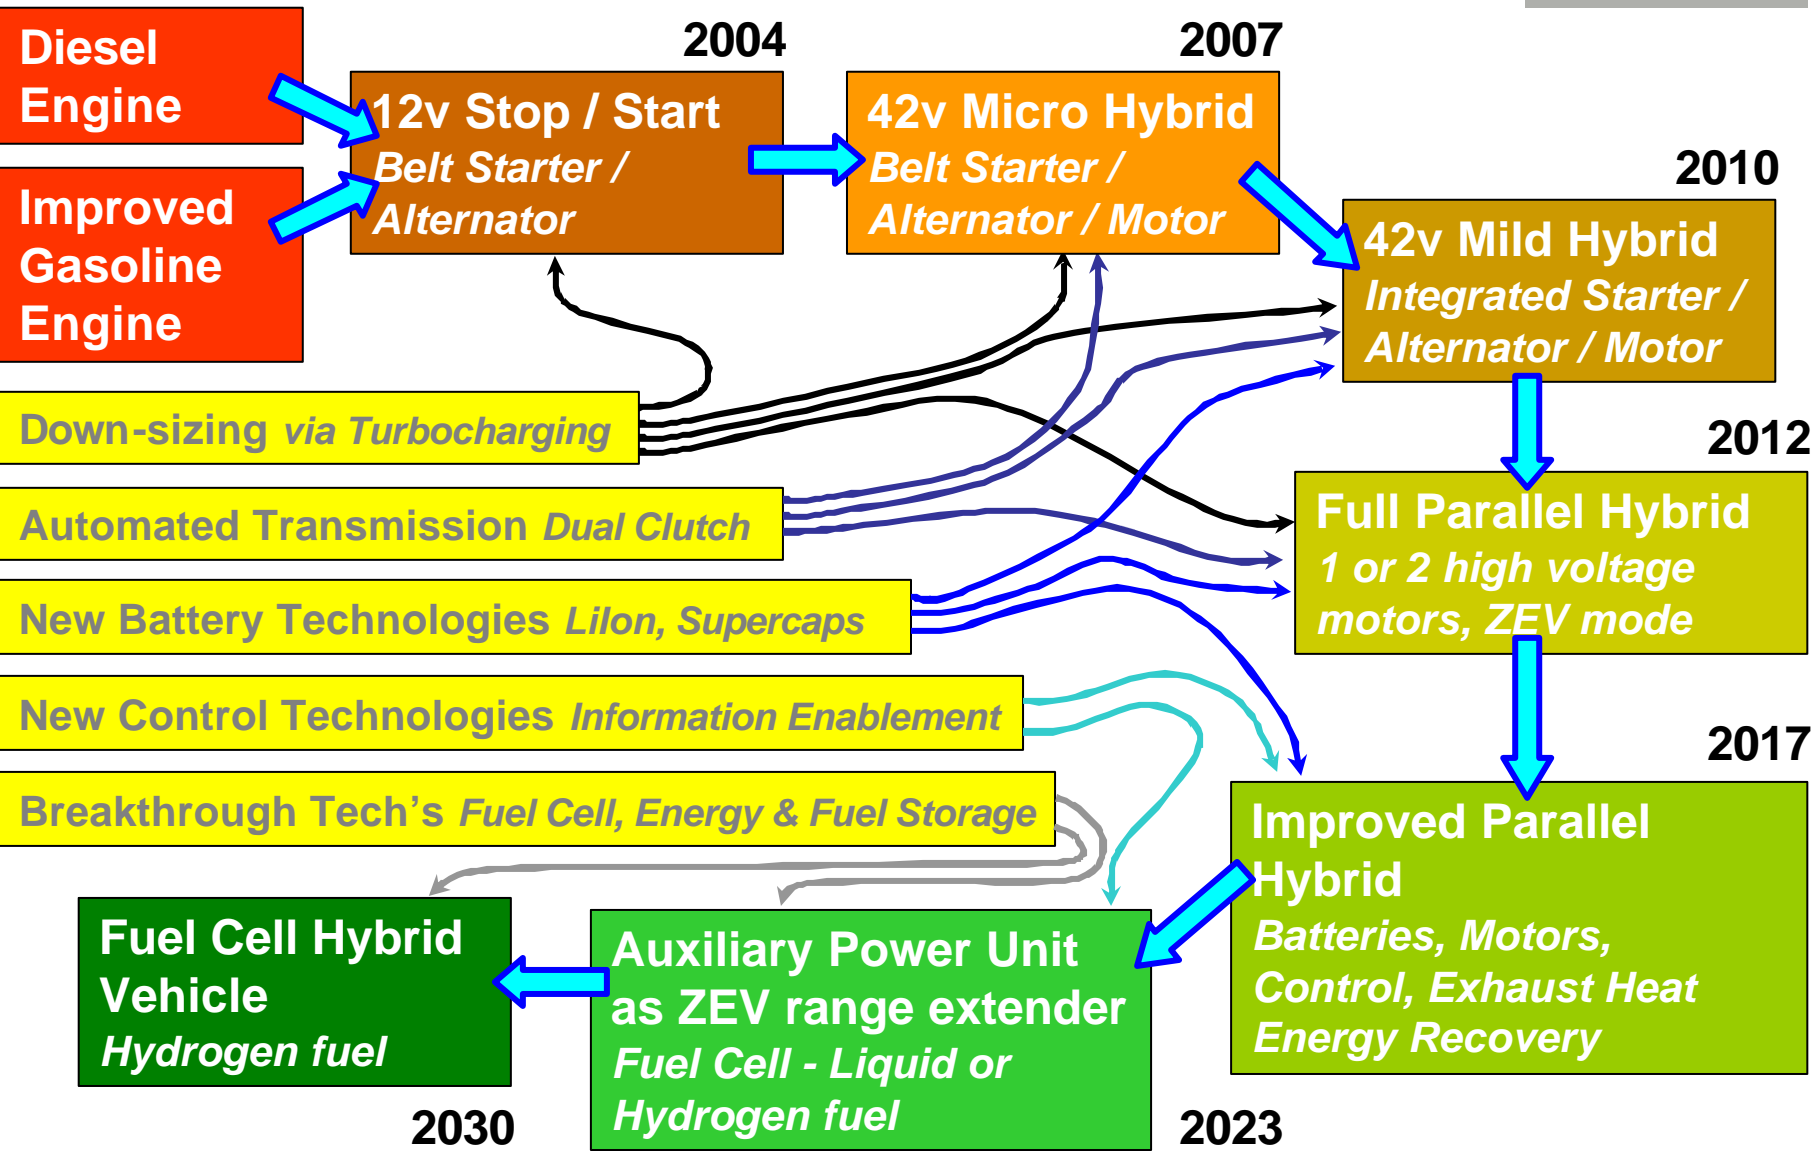 Diesel
Engine
Improved
Gasoline
Engine
2004
12v Stop / Start
Belt Starter /
Alternator
2007
42v Micro Hybrid
Belt Starter /
Alternator / Motor
2010
42v Mild Hybrid
Integrated Starter /
Alternator / Motor
Down-sizing via Turbocharging
Automated Transmission Dual Clutch
New Battery Technologies LiIon, Supercaps
New Control Technologies Information Enablement
Breakthrough Tech's Fuel Cell, Energy & Fuel Storage
2012
Full Parallel Hybrid
1 or 2 high voltage
motors, ZEV mode
2017
Improved Parallel
Hybrid
Batteries, Motors,
Control, Exhaust Heat
Energy Recovery
Auxiliary Power Unit
as ZEV range extender
Fuel Cell - Liquid or
Hydrogen fuel
2023
Fuel Cell Hybrid
Vehicle
Hydrogen fuel
2030